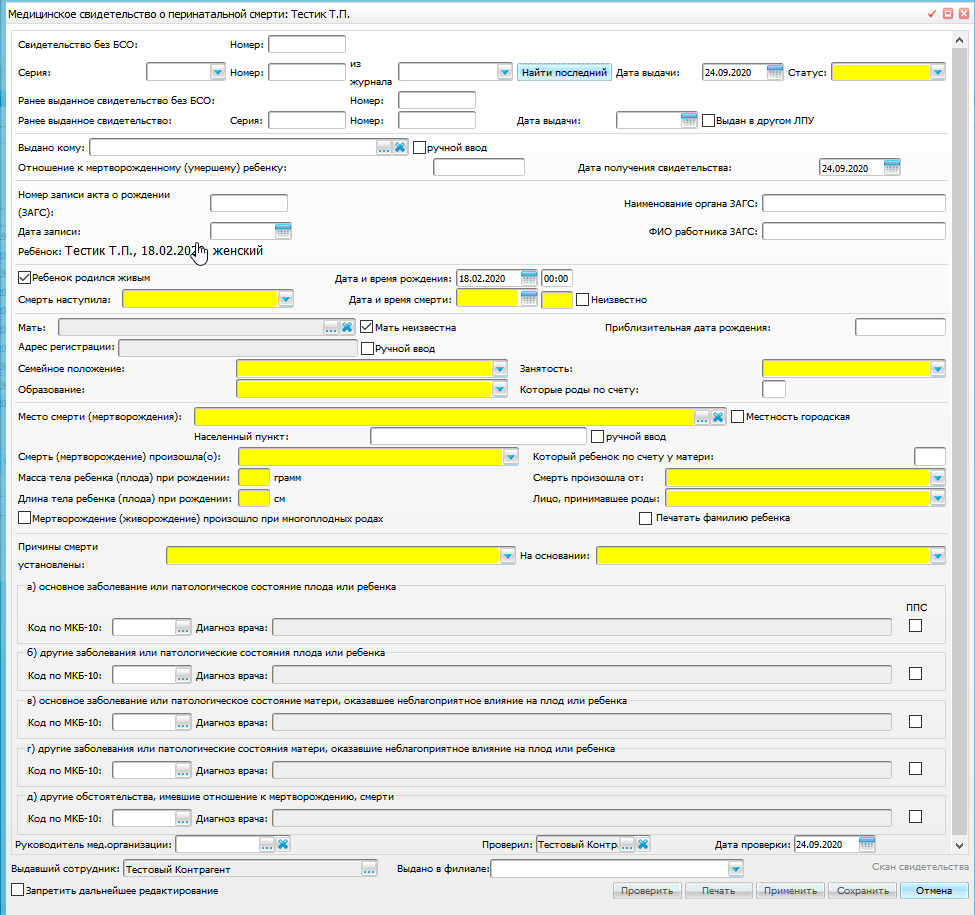 Медицинское свидетельство о перинатальной смерти: Тестик Т.П.
Свидетельство без БСО: Номер:
Серия: Номер: из журнала Найти последний Дата выдачи: 24.09.2020 Статус:
Ранее выданное свидетельство без БСО: Номер:
Ранее выданное свидетельство: Серия: Номер: Дата выдачи: Выдан в другом ЛПУ
Выдано кому: ... ручной ввод
Отношение к мертворожденному (умершему) ребенку: Дата получения свидетельства: 24.09.2020
Номер записи акта о рождении (ЗАГС): Наименование органа ЗАГС:
Дата записи: ФИО работника ЗАГС:
Ребёнок: Тестик Т.П., 18.02.202 женский
Ребенок родился живым Дата и время рождения: 18.02.2020 00:00
Смерть наступила: Дата и время смерти: Неизвестно
Мать: ... Мать неизвестна Приблизительная дата рождения:
Адрес регистрации: Ручной ввод
Семейное положение: Занятость:
Образование: Которые роды по счету:
Место смерти (мертворождения): ... Местность городская
Населенный пункт: ручной ввод
Смерть (мертворождение) произошла(о): Который ребенок по счету у матери:
Масса тела ребенка (плода) при рождении: грамм Смерть произошла от:
Длина тела ребенка (плода) при рождении: см Лицо, принимавшее роды:
Мертворождение (живорождение) произошло при многоплодных родах Печатать фамилию ребенка
Причины смерти установлены: На основании:
а) основное заболевание или патологическое состояние плода или ребенка
ППС
Код по МКБ-10: ... Диагноз врача:
б) другие заболевания или патологические состояния плода или ребенка
Код по МКБ-10: ... Диагноз врача:
в) основное заболевание или патологическое состояние матери, оказавшее неблагоприятное влияние на плод или ребенка
Код по МКБ-10: ... Диагноз врача:
г) другие заболевания или патологические состояния матери, оказавшие неблагоприятное влияние на плод или ребенка
Код по МКБ-10: ... Диагноз врача:
д) другие обстоятельства, имевшие отношение к мертворождению, смерти
Код по МКБ-10: ... Диагноз врача:
Руководитель мед.организации: ... Проверил: Тестовый Контра ... Дата проверки: 24.09.2020
Выдавший сотрудник: Тестовый Контрагент ... Выдано в филиале: Скан свидетельства
Запретить дальнейшее редактирование Проверить Печать Применить Сохранить Отмена